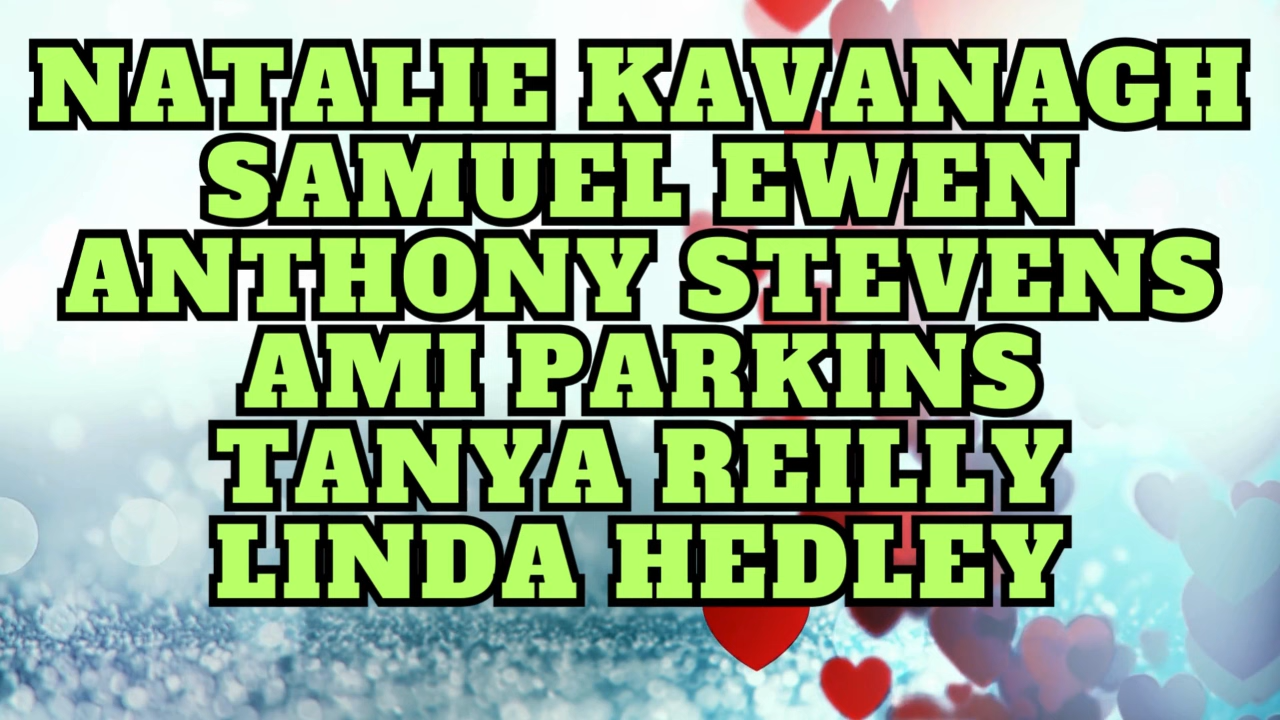 NATALIE KAVANAGH
SAMUEL EWEN
ANTHONY STEVENS
AMI PARKINS
TANYA REILLY
LINDA HEDLEY